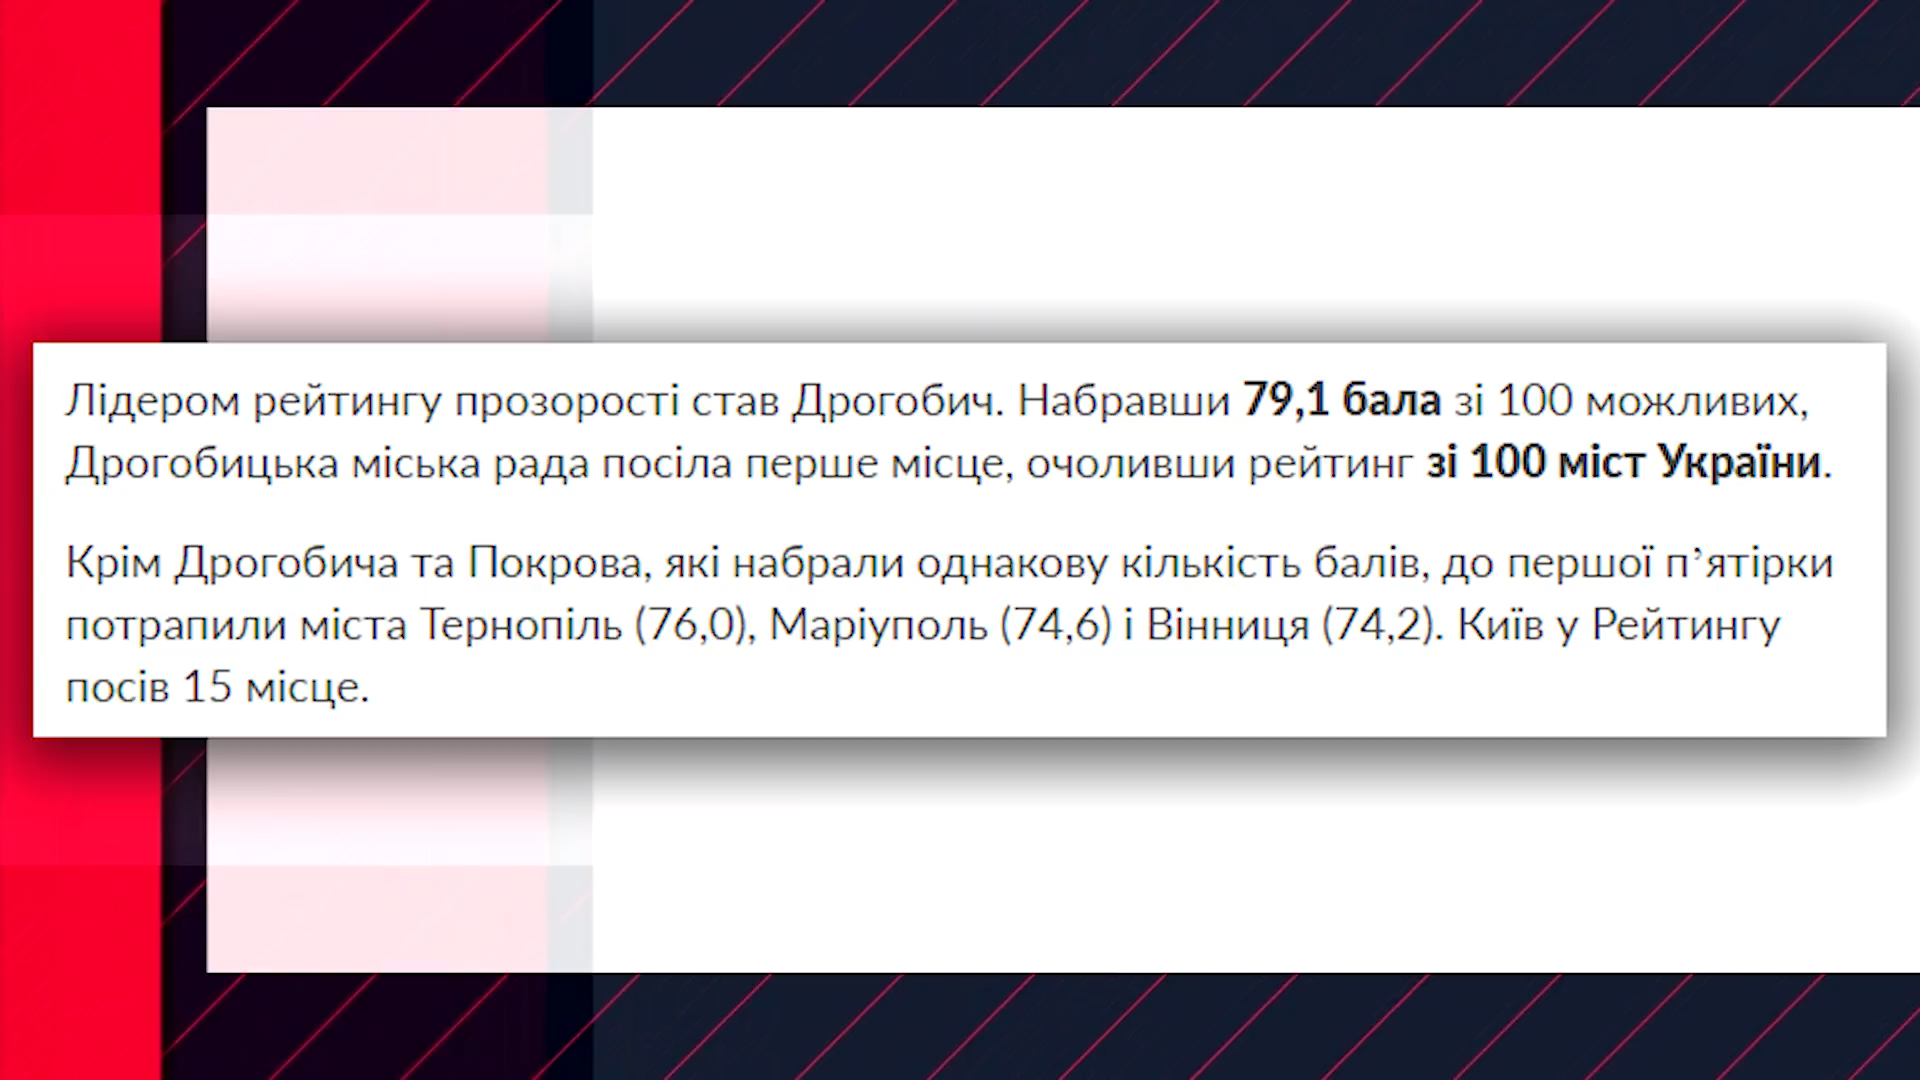 Лідером рейтингу прозорості став Дрогобич. Набравши 79,1 бала зі 100 можливих,
Дрогобицька міська рада посіла перше місце, очоливши рейтинг зі 100 міст України.
Крім Дрогобича та Покрова, які набрали однакову кількість балів, до першої п’ятірки
потрапили міста Тернопіль (76,0), Маріуполь (74,6) і Вінниця (74,2). Київ у Рейтингу
посів 15 місце.